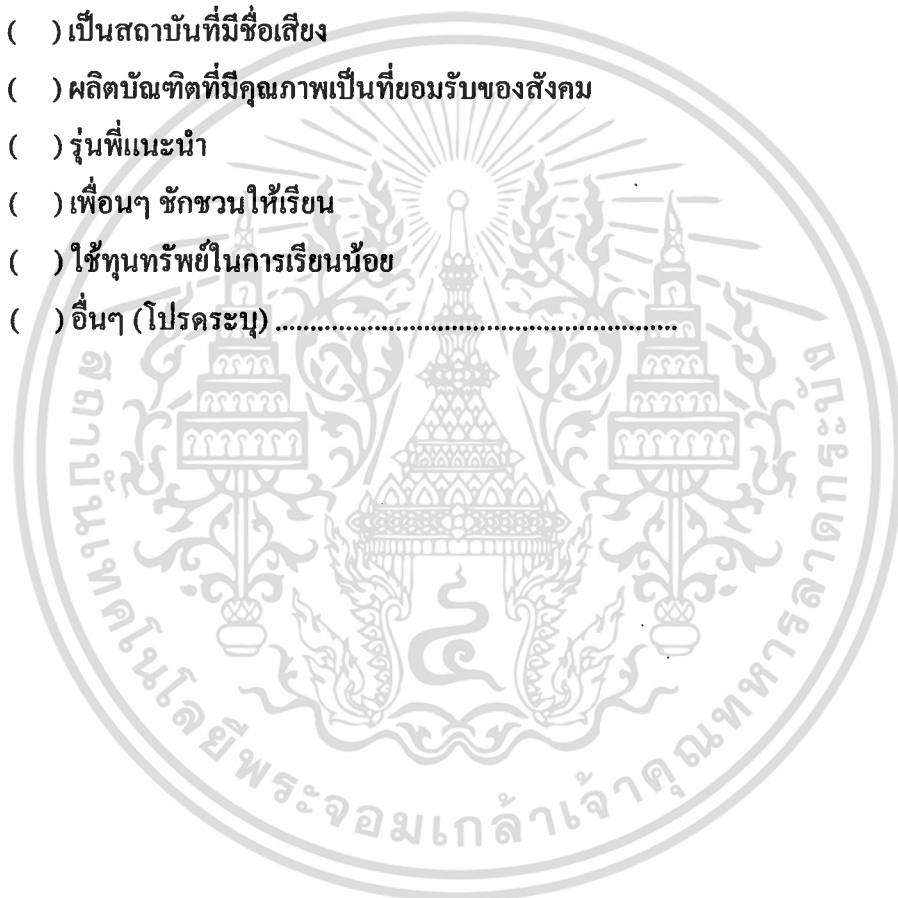 (    ) เป็นสถาบันที่มีชื่อเสียง
(    ) ผลิตบัณฑิตที่มีคุณภาพเป็นที่ยอมรับของสังคม
(    ) รุ่นพี่แนะนำ
(    ) เพื่อนๆ ชักชวนให้เรียน
(    ) ใช้ทุนทรัพย์ในการเรียนน้อย
(    ) อื่นๆ (โปรดระบุ) ............................................................
สถาบันเทคโนโลยีพระจอมเกล้าเจ้าคุณทหารลาดกระบัง
๔